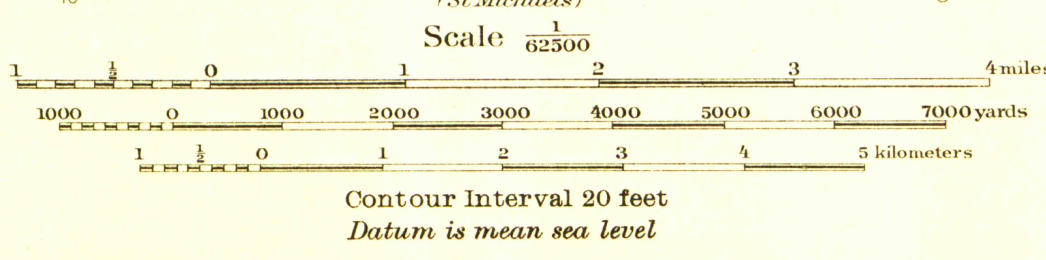 (St Michaels)
Scale 1/62500
1 ½ 0 1 2 3 4 miles
1000 0 1000 2000 3000 4000 5000 6000 7000 yards
1 ½ 0 1 2 3 4 5 kilometers
Contour Interval 20 feet
Datum is mean sea level